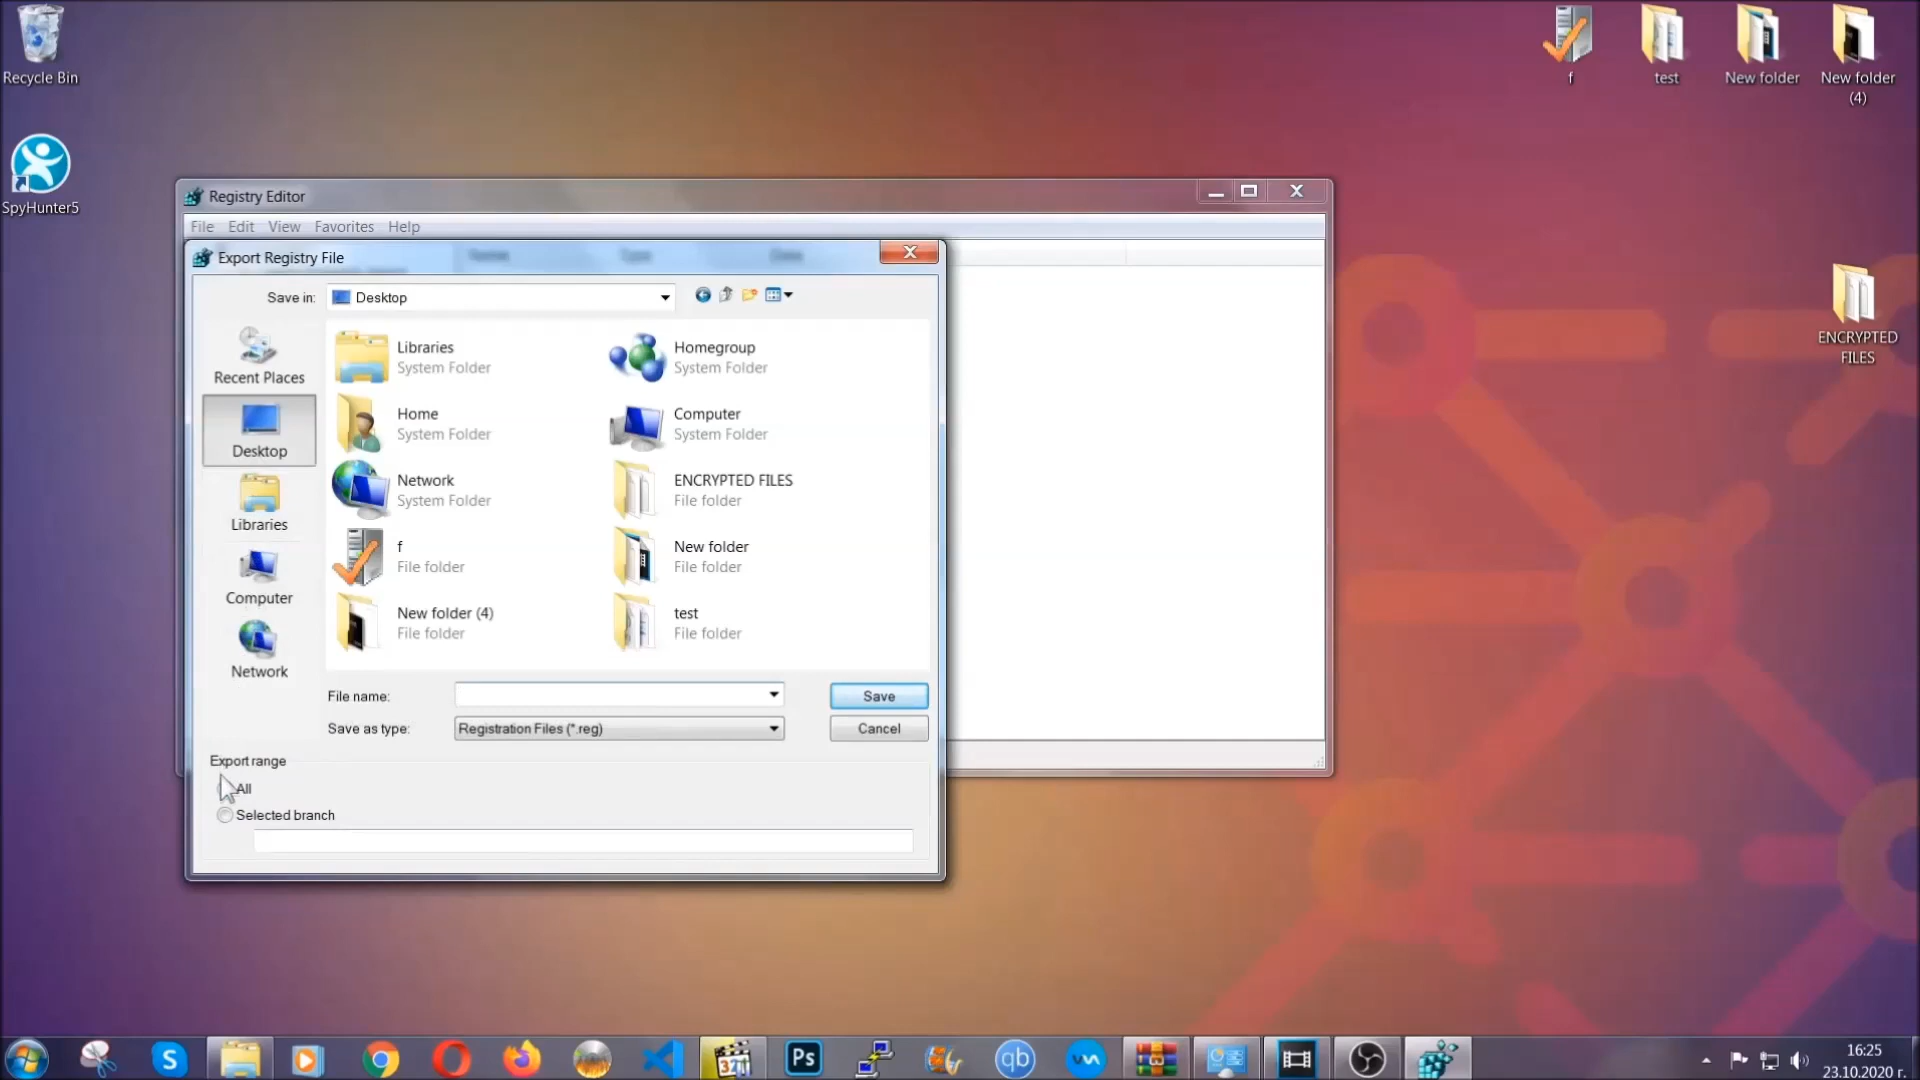 Recycle Bin
SpyHunter5
f
test
New folder
New folder
(4)
ENCRYPTED
FILES
Registry Editor
File Edit View Favorites Help
Export Registry File
Save in:
Desktop
Recent Places
Desktop
Libraries
Computer
Network
Libraries
System Folder
Homegroup
System Folder
Home
System Folder
Computer
System Folder
Network
System Folder
ENCRYPTED FILES
File folder
f
File folder
New folder
File folder
New folder (4)
File folder
test
File folder
File name:
Save
Save as type:
Registration Files (*.reg)
Cancel
Export range
All
Selected branch
S
321
Ps
qb
16:25
23.10.2020 г.